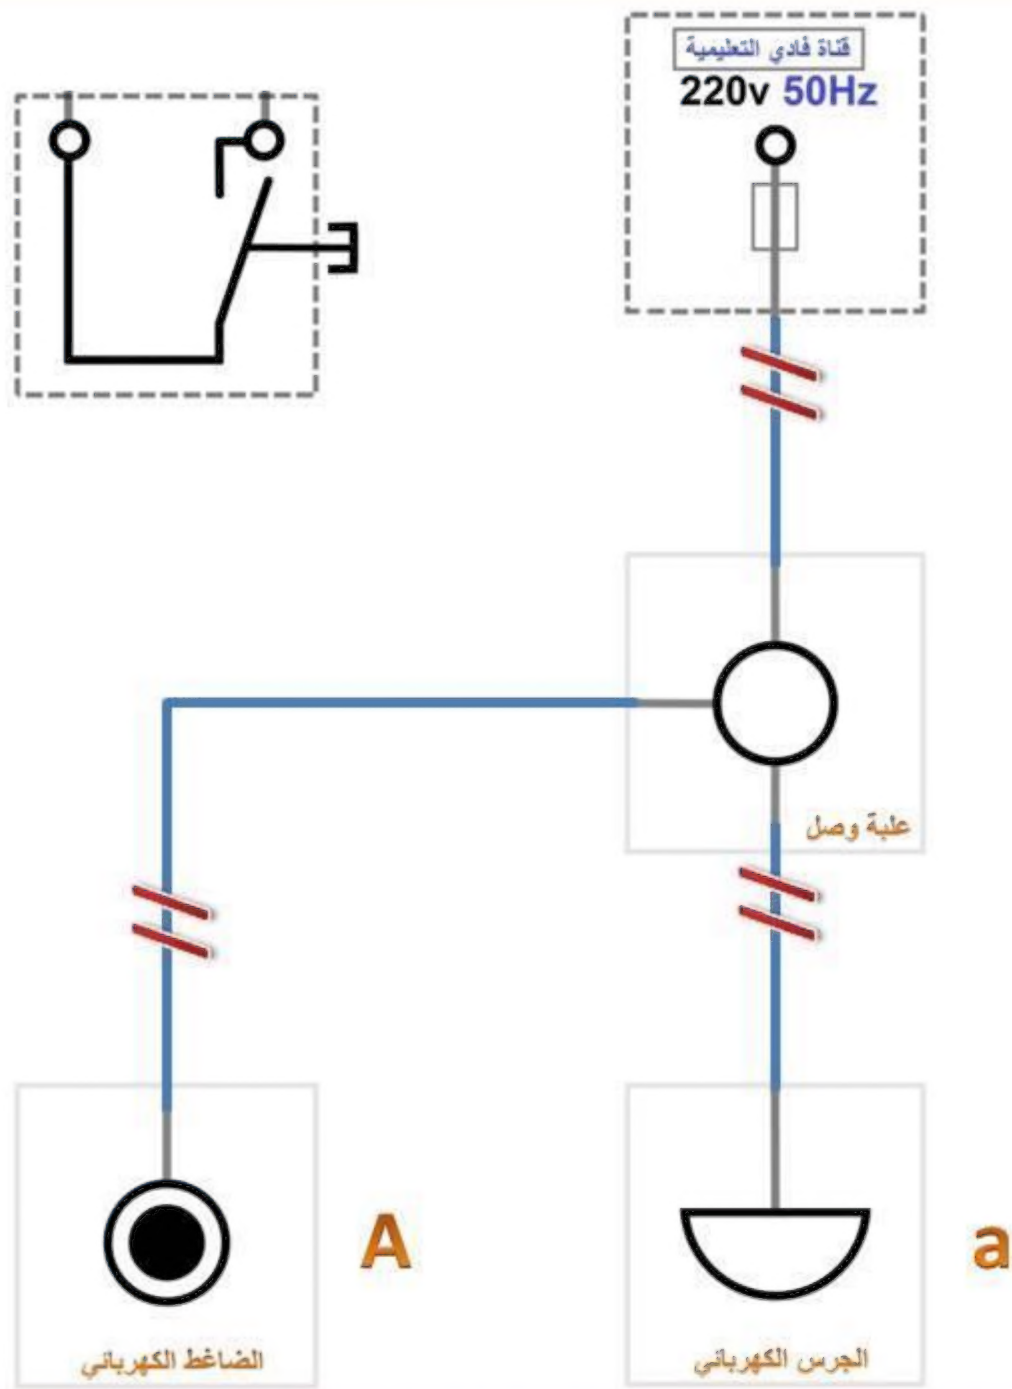 قناة فادي التعليمية
220v 50Hz
علبة وصل
A
a
الضاغط الكهربائي
الجرس الكهربائي